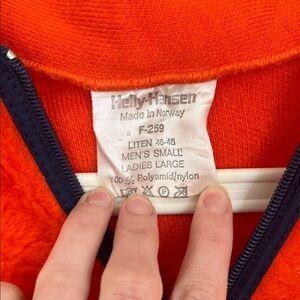 Helly-Hansen
Made in Norway
F-259
LITEN 46-48
MEN'S SMALL
LADIES LARGE
100 % Polyamid/nylon